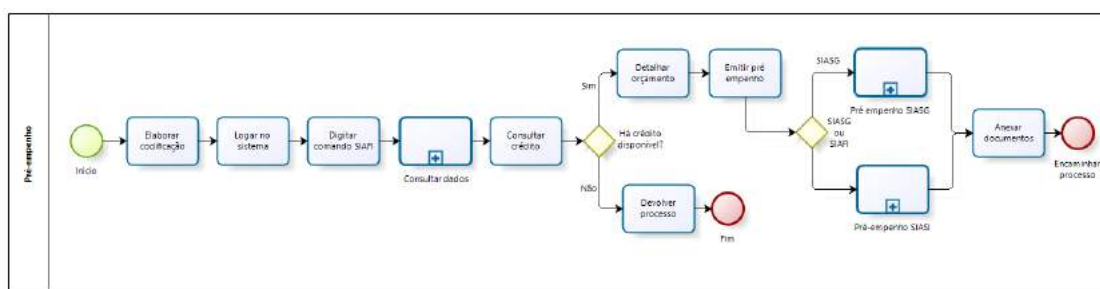 Pré-empenho
Início
Elaborar
codificação
Logar no
sistema
Digitar
comando SIAFI
Consultar dados
Consultar
crédito
Há crédito
disponível?
Sim
Não
Detalhar
orçamento
Emitir pré
empenho
Devolver
processo
Fim
SIASG
ou
SIAFI
SIASG
Pré empenho SIASG
Pré-empenho SIASI
Anexar
documentos
Encaminhar
processo